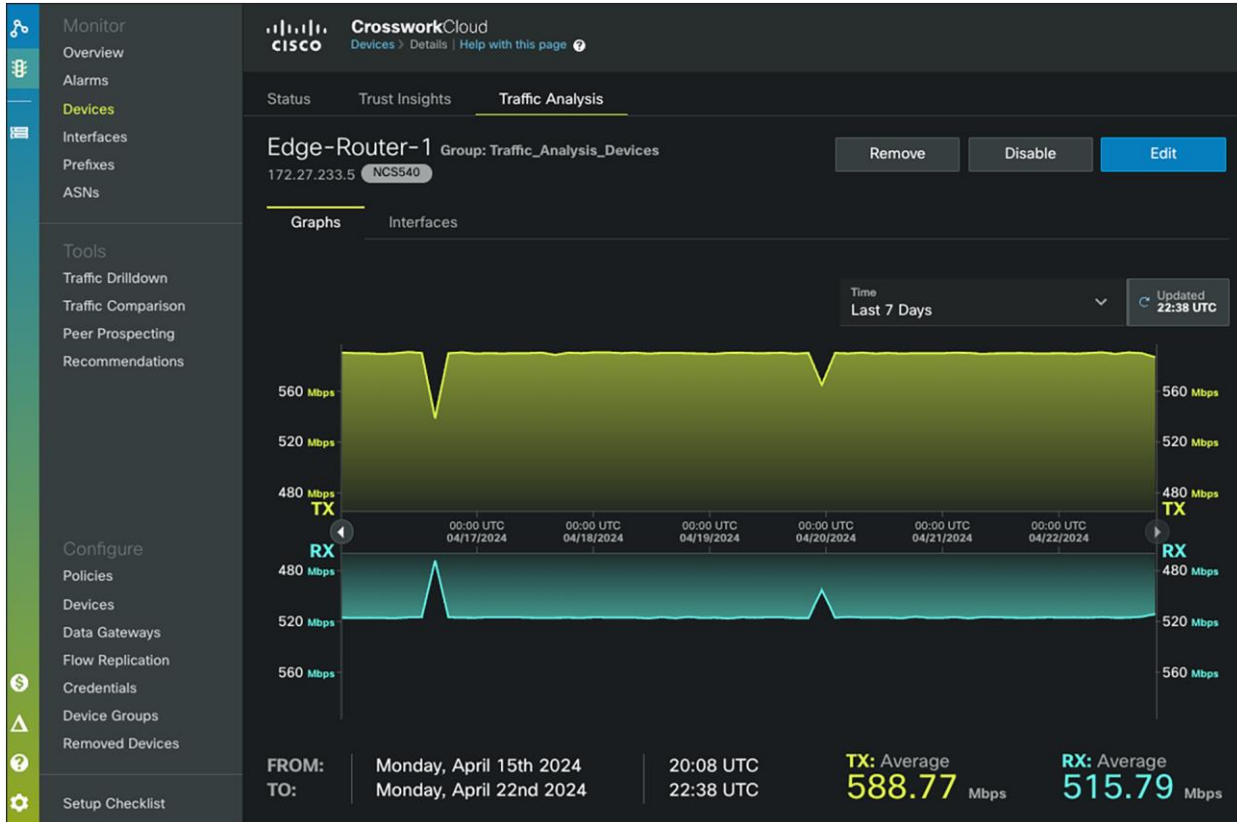 Monitor
Overview
Alarms
Devices
Interfaces
Prefixes
ASNs
Tools
Traffic Drilldown
Traffic Comparison
Peer Prospecting
Recommendations
Configure
Policies
Devices
Data Gateways
Flow Replication
Credentials
Device Groups
Removed Devices
Setup Checklist
CISCO
CrossworkCloud
Devices > Details | Help with this page ?
Status Trust Insights Traffic Analysis
Edge-Router-1 Group: Traffic_Analysis_Devices
172.27.233.5 NCS540
Remove Disable Edit
Graphs Interfaces
Time
Last 7 Days
Updated
22:38 UTC
560 Mbps 560 Mbps
520 Mbps 520 Mbps
480 Mbps 480 Mbps
TX TX
00:00 UTC 00:00 UTC 00:00 UTC 00:00 UTC 00:00 UTC 00:00 UTC
04/17/2024 04/18/2024 04/19/2024 04/20/2024 04/21/2024 04/22/2024
RX RX
480 Mbps 480 Mbps
520 Mbps 520 Mbps
560 Mbps 560 Mbps
FROM: Monday, April 15th 2024 20:08 UTC
TO: Monday, April 22nd 2024 22:38 UTC
TX: Average
588.77 Mbps
RX: Average
515.79 Mbps